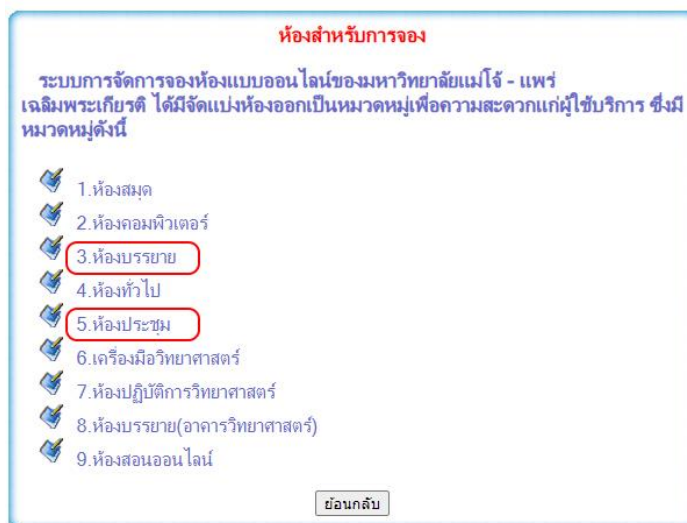 ห้องสำหรับการจอง
ระบบการจัดการจองห้องแบบออนไลน์ของมหาวิทยาลัยแม่โจ้ - แพร่
เฉลิมพระเกียรติ ได้มีจัดแบ่งห้องออกเป็นหมวดหมู่เพื่อความสะดวกแก่ผู้ใช้บริการ ซึ่งมี
หมวดหมู่ดังนี้
1.ห้องสมุด
2.ห้องคอมพิวเตอร์
3.ห้องบรรยาย
4.ห้องทั่วไป
5.ห้องประชุม
6.เครื่องมือวิทยาศาสตร์
7.ห้องปฏิบัติการวิทยาศาสตร์
8.ห้องบรรยาย(อาคารวิทยาศาสตร์)
9.ห้องสอนออนไลน์
ย้อนกลับ